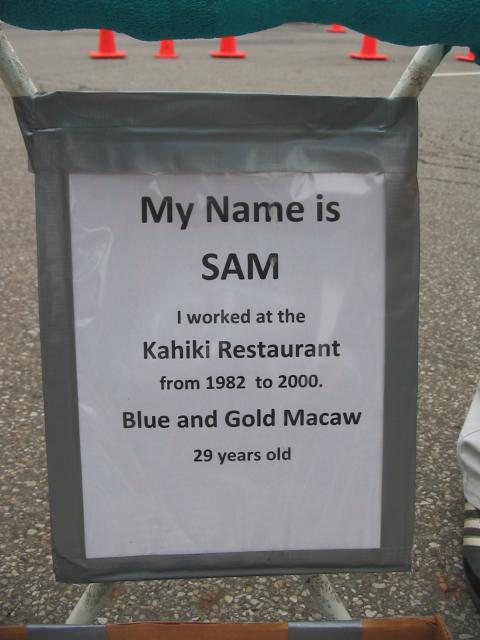 My Name is
SAM
I worked at the
Kahiki Restaurant
from 1982 to 2000.
Blue and Gold Macaw
29 years old